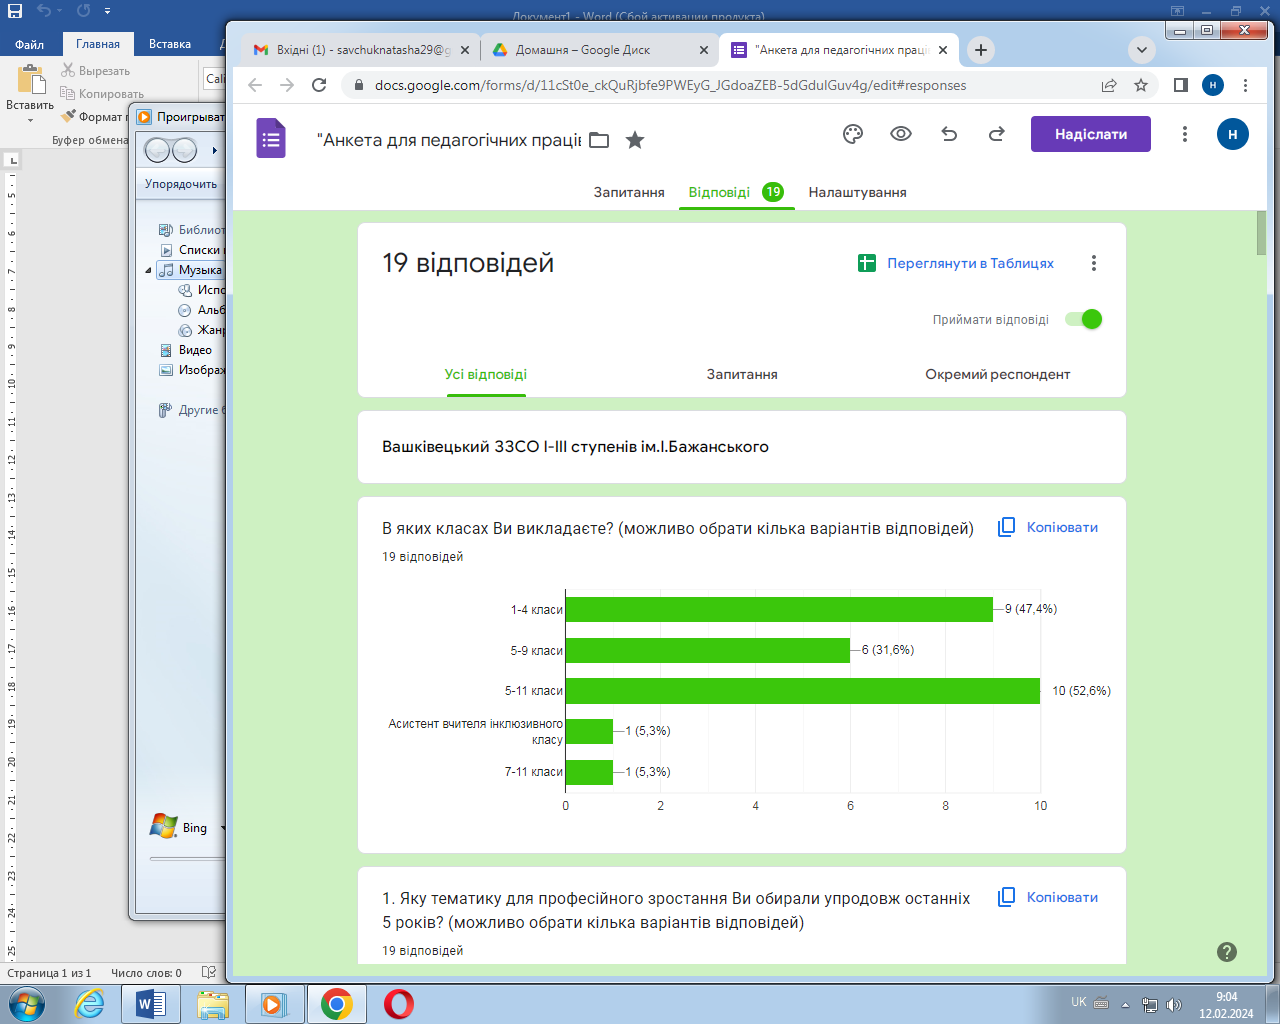 Документ1 - Word (Сбой активации продукта)
Файл
Главная
Вставка
Вырезать
Копировать
Формат
Вставить
Буфер обмена
Cali
Проигрыват
Упорядочить
Библиот
Списки
Музыка
Испо
Альб
Жанр
Видео
Изображ
Другие б
Bing
Страница 1 из 1
Число слов: 0
Вхідні (1) - savchuknatasha29@g
Домашня – Google Диск
"Анкета для педагогічних праці
docs.google.com/forms/d/11cSt0e_ckQuRjbfe9PWEyG_JGdoaZEB-5dGdulGuv4g/edit#responses
"Анкета для педагогічних праців
Надіслати
Н
Запитання
Відповіді 19
Налаштування
19 відповідей
Переглянути в Таблицях
Приймати відповіді
Усі відповіді
Запитання
Окремий респондент
Вашківецький ЗЗСО І-ІІІ ступенів ім.І.Бажанського
В яких класах Ви викладаєте? (можливо обрати кілька варіантів відповідей)
Копіювати
19 відповідей
1-4 класи
9 (47,4%)
5-9 класи
6 (31,6%)
5-11 класи
10 (52,6%)
Асистент вчителя інклюзивного
класу
1 (5,3%)
7-11 класи
1 (5,3%)
0 2 4 6 8 10
1. Яку тематику для професійного зростання Ви обирали упродовж останніх
5 років? (можливо обрати кілька варіантів відповідей)
Копіювати
19 відповідей
UK
9:04
12.02.2024